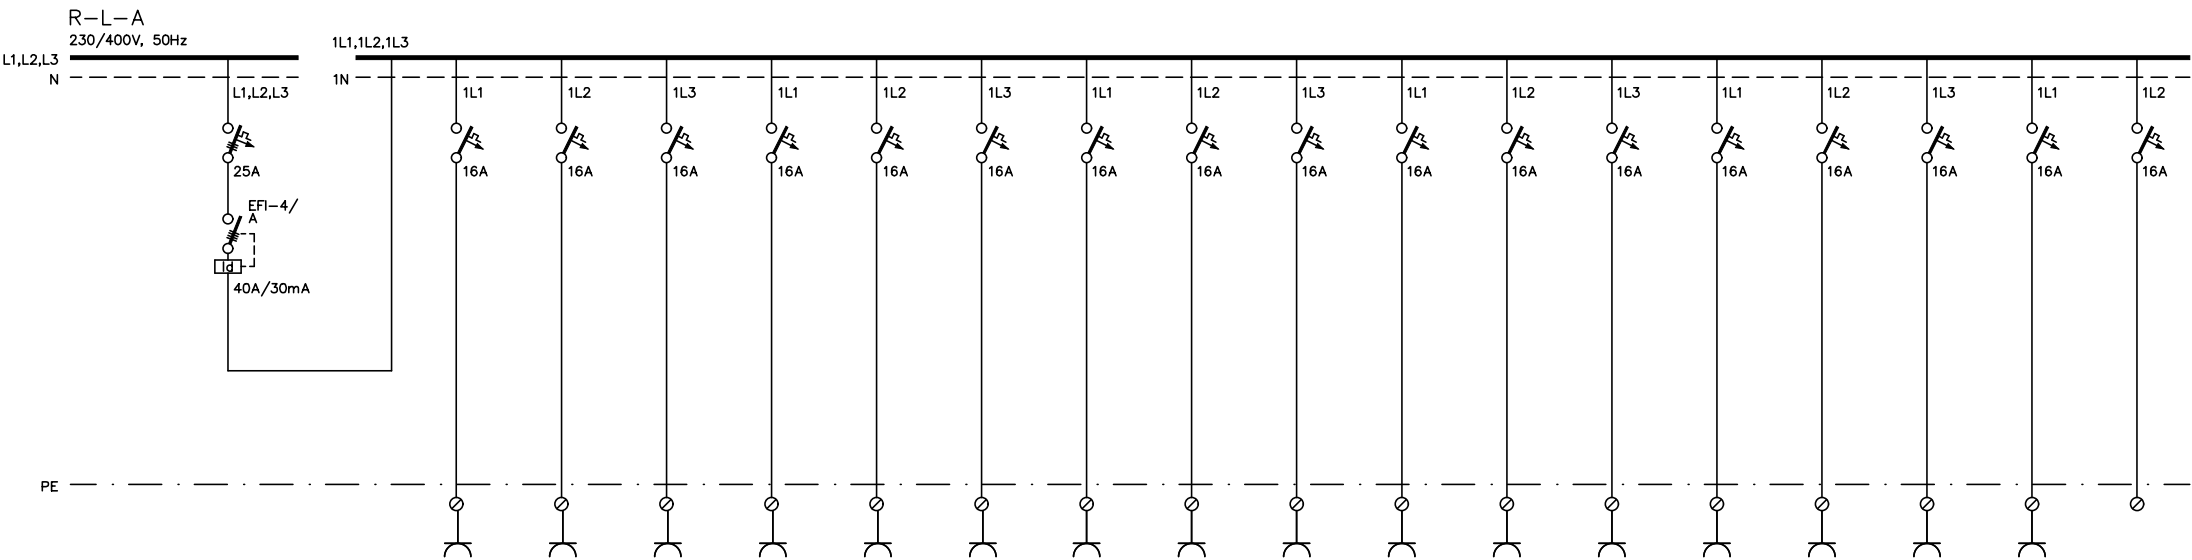 R-L-A
230/400V, 50Hz
1L1,1L2,1L3
L1,L2,L3
N
1N
L1,L2,L3 1L1 1L2 1L3 1L1 1L2 1L3 1L1 1L2 1L3 1L1 1L2 1L3 1L1 1L2 1L3 1L1 1L2
25A 16A 16A 16A 16A 16A 16A 16A 16A 16A 16A 16A 16A 16A 16A 16A 16A 16A
EFI-4/
A
Id
40A/30mA
PE